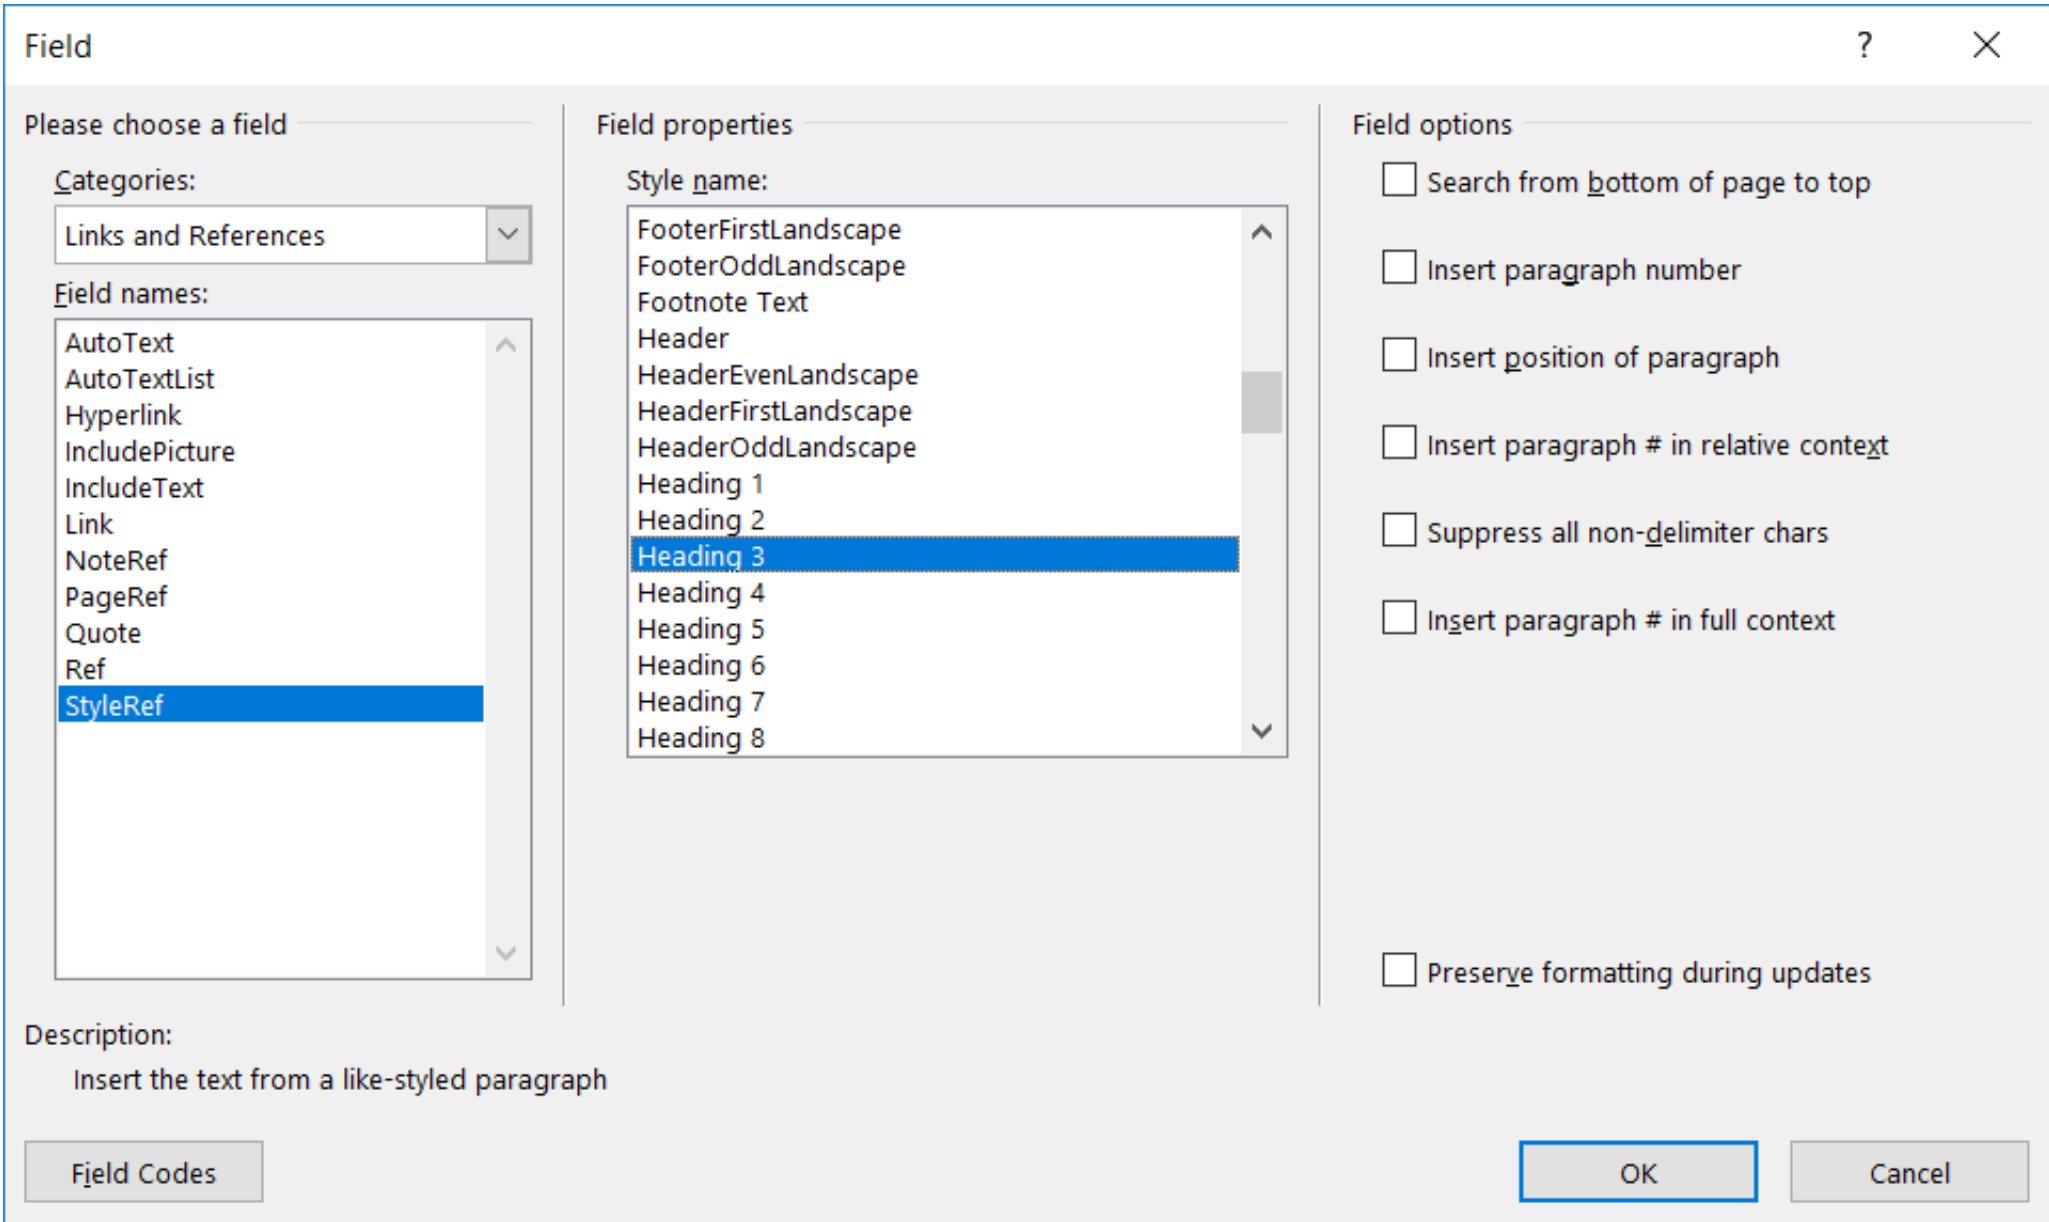 Field
?
Please choose a field
Categories:
Links and References
Field names:
AutoText
AutoTextList
Hyperlink
IncludePicture
IncludeText
Link
NoteRef
PageRef
Quote
Ref
StyleRef
Field properties
Style name:
FooterFirstLandscape
FooterOddLandscape
Footnote Text
Header
HeaderEvenLandscape
HeaderFirstLandscape
HeaderOddLandscape
Heading 1
Heading 2
Heading 3
Heading 4
Heading 5
Heading 6
Heading 7
Heading 8
Field options
Search from bottom of page to top
Insert paragraph number
Insert position of paragraph
Insert paragraph # in relative context
Suppress all non-delimiter chars
Insert paragraph # in full context
Preserve formatting during updates
Description:
Insert the text from a like-styled paragraph
Field Codes
OK
Cancel